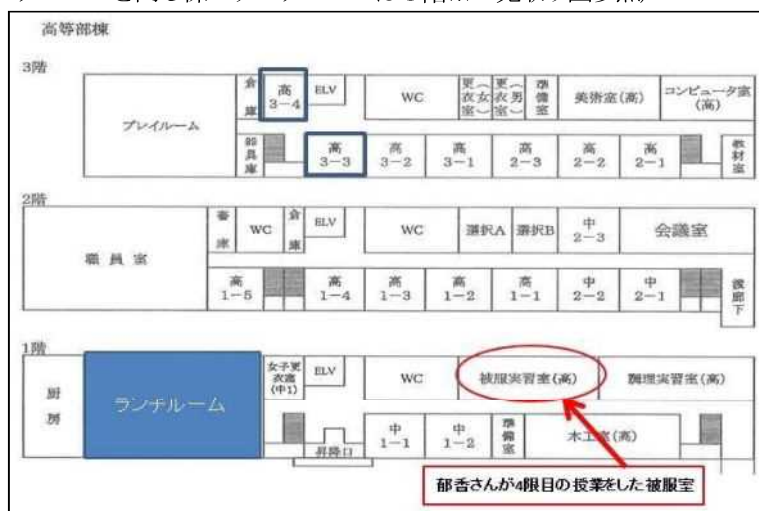 高等部棟
3階
プレイルーム
倉庫
高3-4
ELV
WC
更衣室(女)
更衣室(男)
準備室
美術室(高)
コンピュータ室(高)
器具庫
高3-3
高3-2
高3-1
高2-3
高2-2
高2-1
教材室
2階
職員室
書庫
WC
倉庫
ELV
WC
選択A
選択B
中2-3
会議室
高1-5
高1-4
高1-3
高1-2
高1-1
中2-2
中2-1
渡廊下
1階
厨房
ランチルーム
女子更衣室(中1)
ELV
WC
被服実習室(高)
調理実習室(高)
昇降口
中1-1
中1-2
準備室
木工室(高)
郁香さんが4限目の授業をした被服室